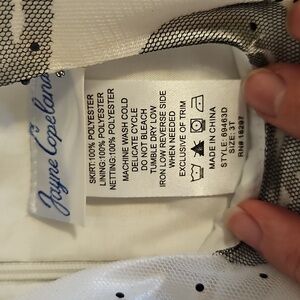 Jayne Copeland
SKIRT:100% POLYESTER
LINING:100% POLYESTER
NETTING:100% POLYESTER
MACHINE WASH COLD
DELICATE CYCLE
DO NOT BLEACH
TUMBLE DRY LOW
IRON LOW REVERSE SIDE
WHEN NEEDED
EXCLUSIVE OF TRIM
MADE IN CHINA
STYLE:69463D
SIZE: 3T